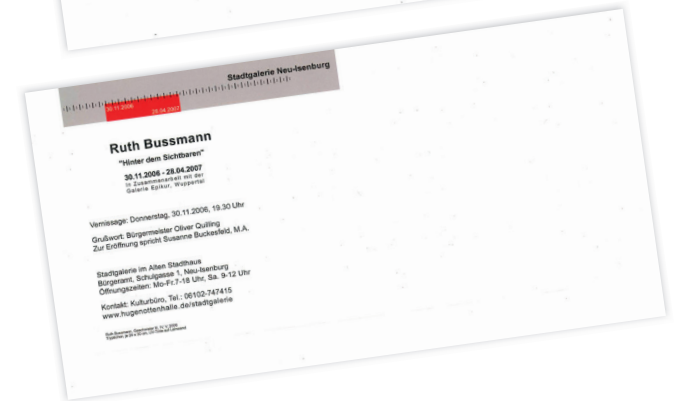 Stadtgalerie Neu-Isenburg
30.11.2006
28.04.2007
Ruth Bussmann
"Hinter dem Sichtbaren"
30.11.2006 - 28.04.2007
in Zusammenarbeit mit der
Galerie Epikur, Wuppertal
Vernissage: Donnerstag, 30.11.2006, 19.30 Uhr
Grußwort: Bürgermeister Oliver Quilling
Zur Eröffnung spricht Susanne Buckesfeld, M.A.
Stadtgalerie im Alten Stadthaus
Bürgeramt, Schulgasse 1, Neu-Isenburg
Öffnungszeiten: Mo-Fr.7-18 Uhr, Sa. 9-12 Uhr
Kontakt: Kulturbüro, Tel.: 06102-747415
www.hugenottenhalle.de/stadtgalerie
Ruth Bussmann,